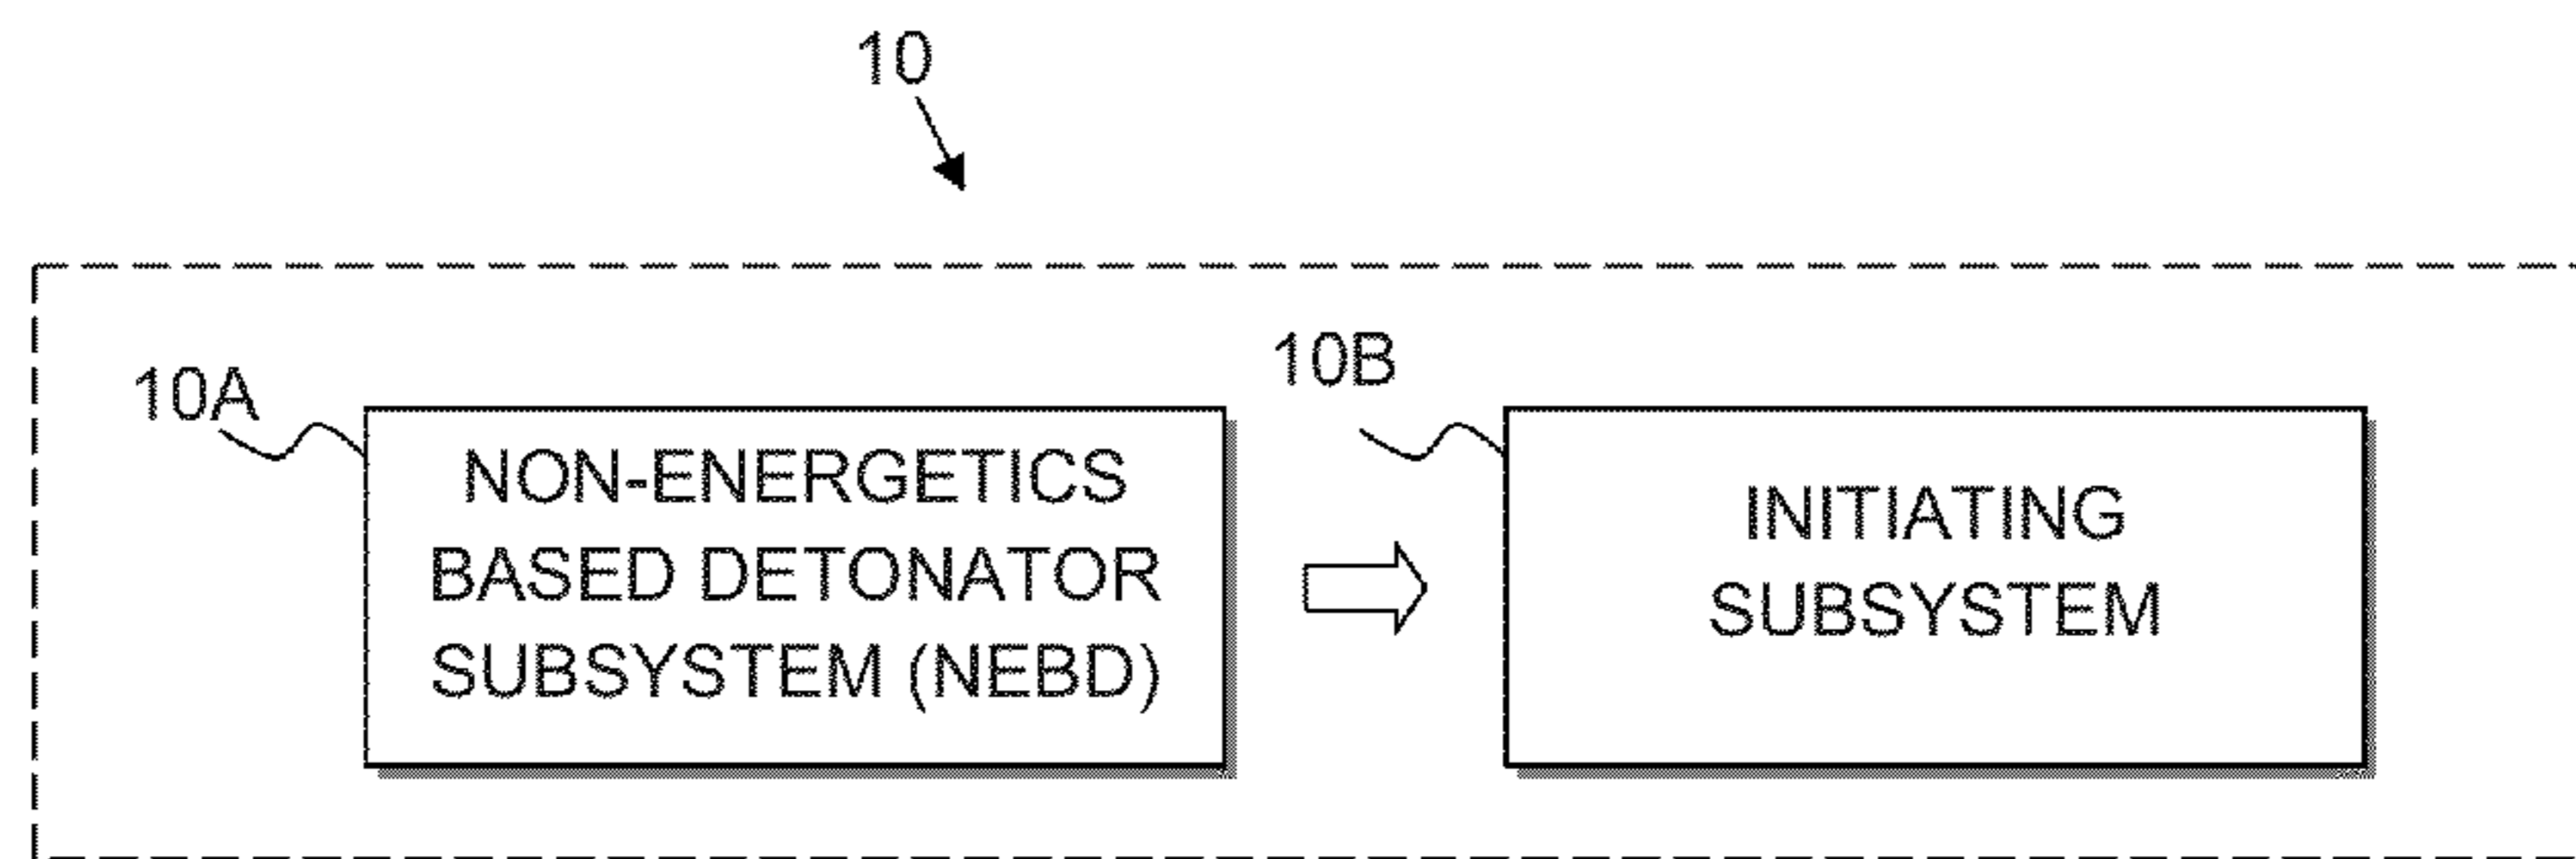 10
10A
NON-ENERGETICS
BASED DETONATOR
SUBSYSTEM (NEBD)
10B
INITIATING
SUBSYSTEM